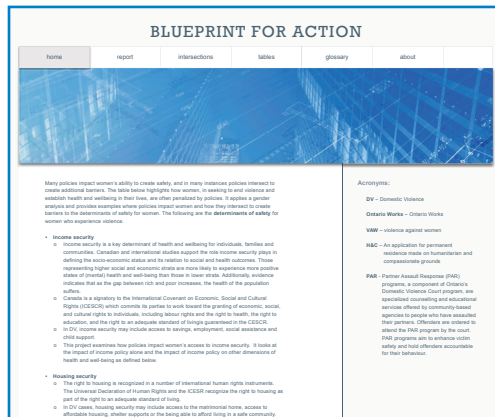 BLUEPRINT FOR ACTION
home report intersections tables glossary about
Many policies impact women's ability to create safety, and in many instances policies intersect to
create additional barriers. The table below highlights how women, in seeking to end violence and
establish health and wellbeing in their lives, are often penalized by policies. It applies a gender
analysis and provides examples where policies impact women and how they intersect to create
barriers to the determinants of safety for women. The following are the determinants of safety for
women who experience violence.
• Income security
o Income security is a key determinant of health and wellbeing for individuals, families and
communities. Canadian and international studies support the role income security plays in
defining the socio-economic status and its relation to social and health outcomes. Those
representing higher social and economic strata are more likely to experience more positive
states of (mental) health and well-being than those in lower strata. Additionally, evidence
indicates that as the gap between rich and poor increases, the health of the population
suffers.
o Canada is a signatory to the International Covenant on Economic, Social and Cultural
Rights (ICESCR) which commits its parties to work toward the granting of economic, social,
and cultural rights to individuals, including labour rights and the right to health, the right to
education, and the right to an adequate standard of livings guaranteed in the CESCR.
o In DV, income security may include access to savings, employment, social assistance and
child support.
o This project examines how policies impact women's access to income security. It looks at
the impact of income policy alone and the impact of income policy on other dimensions of
health and well-being as defined below.
• Housing security
o The right to housing is recognized in a number of international human rights instruments.
The Universal Declaration of Human Rights and the ICESR recognize the right to housing as
part of the right to an adequate standard of living.
o In DV cases, housing security may include access to the matrimonial home, access to
affordable housing, shelter supports or the being able to afford living in a safe community.
Acronyms:
DV – Domestic Violence
Ontario Works – Ontario Works
VAW – violence against women
H&C – An application for permanent
residence made on humanitarian and
compassionate grounds
PAR - Partner Assault Response (PAR)
programs, a component of Ontario's
Domestic Violence Court program, are
specialized counselling and educational
services offered by community-based
agencies to people who have assaulted
their partners. Offenders are ordered to
attend the PAR program by the court.
PAR programs aim to enhance victim
safety and hold offenders accountable
for their behaviour.